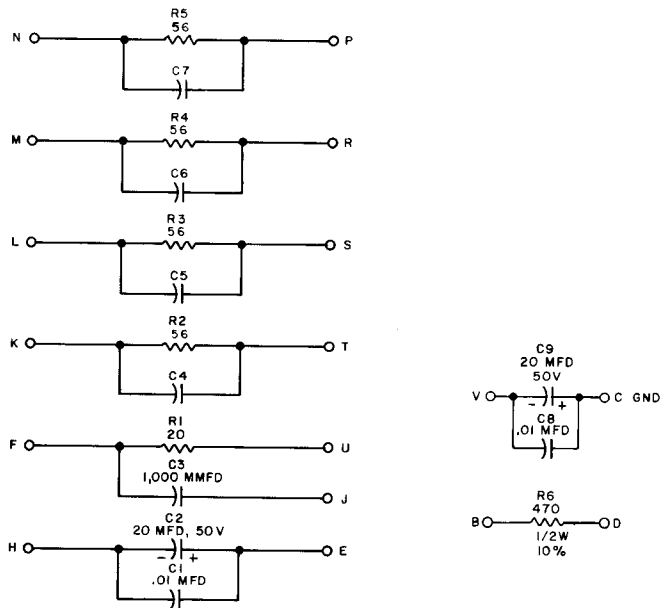 R5
56
N
P
C7
R4
56
M
R
C6
R3
56
L
S
C5
R2
56
K
T
C4
R1
20
F
U
C3
1,000 MMFD
J
C2
20 MFD, 50V
H
- +
E
C1
.01 MFD
C9
20 MFD
50V
V
- +
C GND
C8
.01 MFD
R6
470
B
D
1/2W
10%